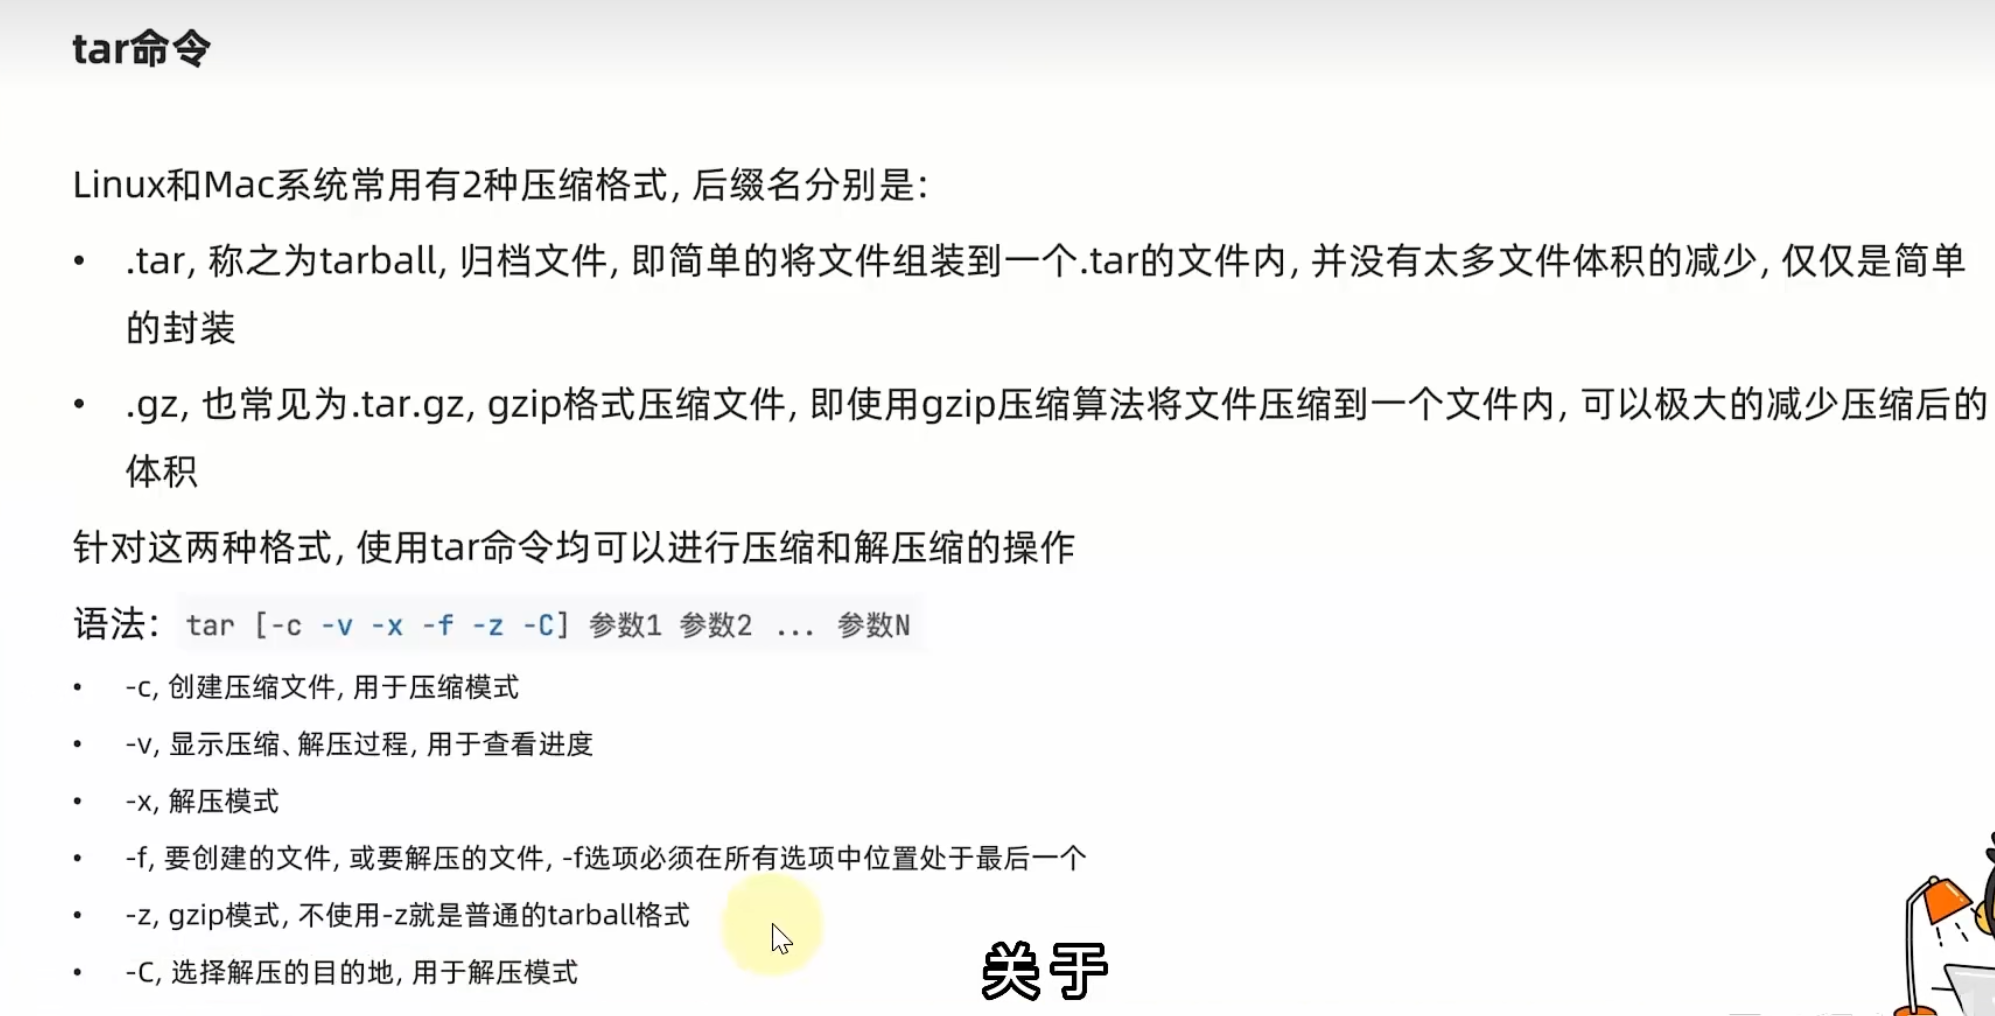 tar命令
Linux和Mac系统常用有2种压缩格式, 后缀名分别是:
• .tar, 称之为tarball, 归档文件, 即简单的将文件组装到一个.tar的文件内, 并没有太多文件体积的减少, 仅仅是简单
的封装
• .gz, 也常见为.tar.gz, gzip格式压缩文件, 即使用gzip压缩算法将文件压缩到一个文件内, 可以极大的减少压缩后的
体积
针对这两种格式, 使用tar命令均可以进行压缩和解压缩的操作
语法: tar [-c -v -x -f -z -C] 参数1 参数2 ... 参数N
• -c, 创建压缩文件, 用于压缩模式
• -v, 显示压缩、解压过程, 用于查看进度
• -x, 解压模式
• -f, 要创建的文件, 或要解压的文件, -f选项必须在所有选项中位置处于最后一个
• -z, gzip模式, 不使用-z就是普通的tarball格式
• -C, 选择解压的目的地, 用于解压模式
关于